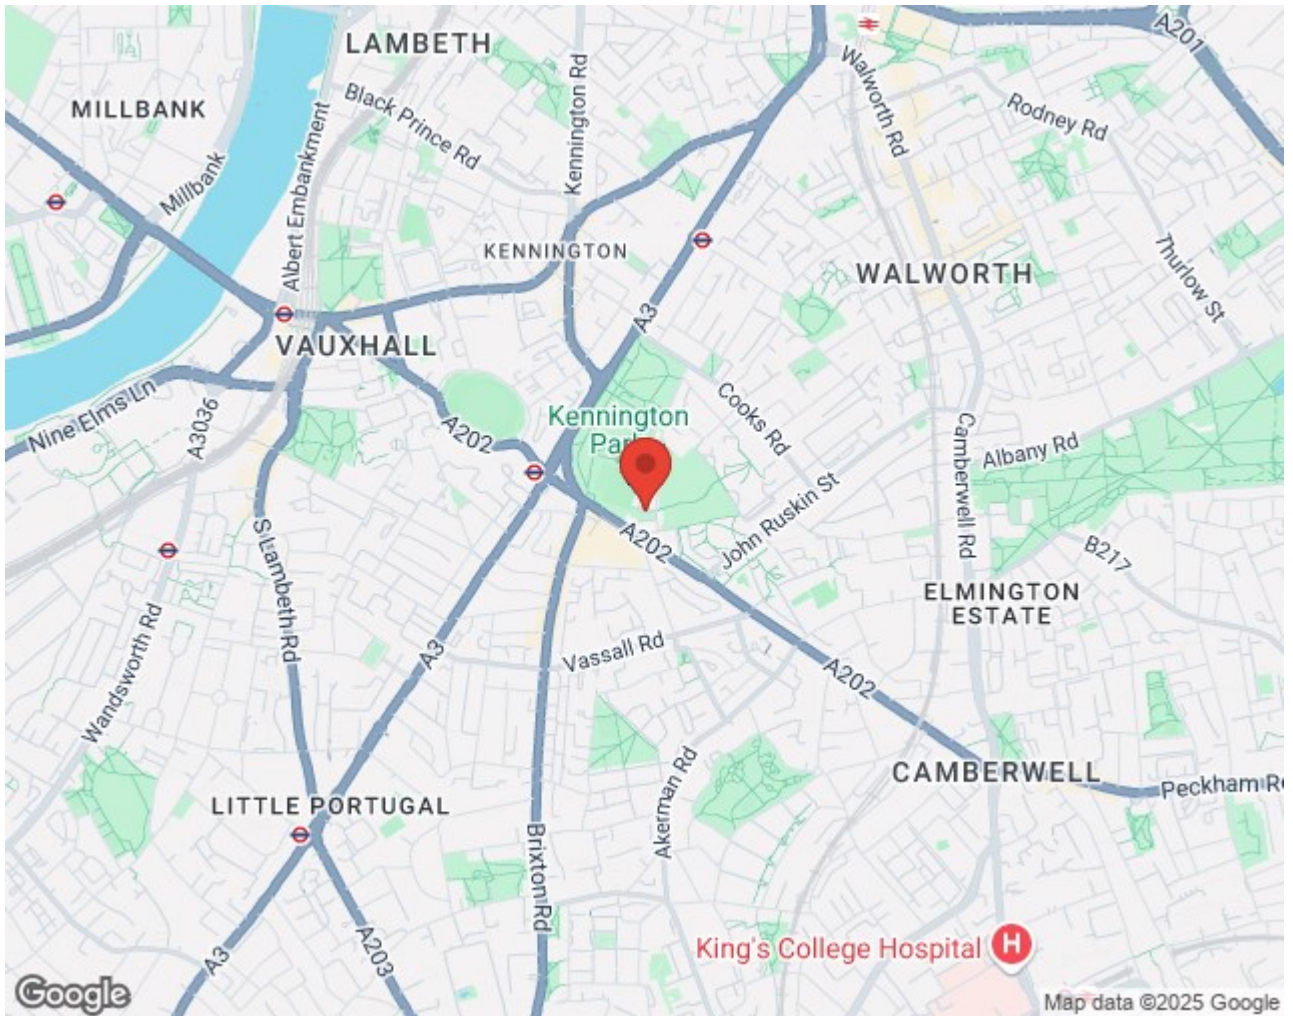 LAMBETH
A201
MILLBANK
Black Prince Rd
Kennington Rd
Walworth Rd
Rodney Rd
Millbank
Albert Embankment
KENNINGTON
WALWORTH
Thurlow St
A3
VAUXHALL
Nine Elms Ln
A3036
A202
Kennington
Park
Cooks Rd
Camberwell Rd
Albany Rd
John Ruskin St
A202
B217
S Lambeth Rd
ELMINGTON
ESTATE
Wandsworth Rd
A3
Vassall Rd
A202
CAMBERWELL
Peckham R
LITTLE PORTUGAL
Akerman Rd
Brixton Rd
A3
A203
King's College Hospital
H
Google
Map data ©2025 Google